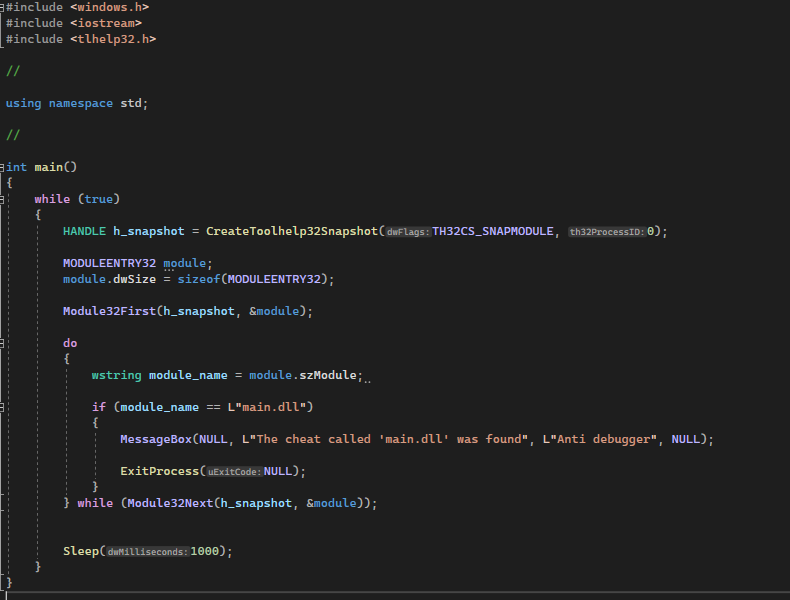 #include <windows.h>
#include <iostream>
#include <tlhelp32.h>
//
using namespace std;
//
int main()
{
while (true)
{
HANDLE h_snapshot = CreateToolhelp32Snapshot(dwFlags:TH32CS_SNAPMODULE, th32ProcessID:0);
MODULEENTRY32 module;
module.dwSize = sizeof(MODULEENTRY32);
Module32First(h_snapshot, &module);
do
{
wstring module_name = module.szModule;
if (module_name == L"main.dll")
{
MessageBox(NULL, L"The cheat called 'main.dll' was found", L"Anti debugger", NULL);
ExitProcess(uExitCode:NULL);
}
} while (Module32Next(h_snapshot, &module));
Sleep(dwMilliseconds:1000);
}
}